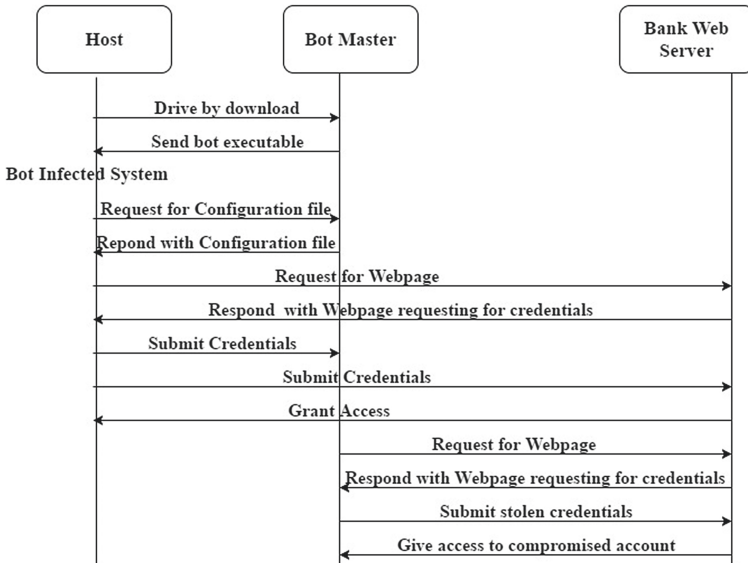 Host
Bot Master
Bank Web
Server
Drive by download
Send bot executable
Bot Infected System
Request for Configuration file
Repond with Configuration file
Request for Webpage
Respond with Webpage requesting for credentials
Submit Credentials
Submit Credentials
Grant Access
Request for Webpage
Respond with Webpage requesting for credentials
Submit stolen credentials
Give access to compromised account